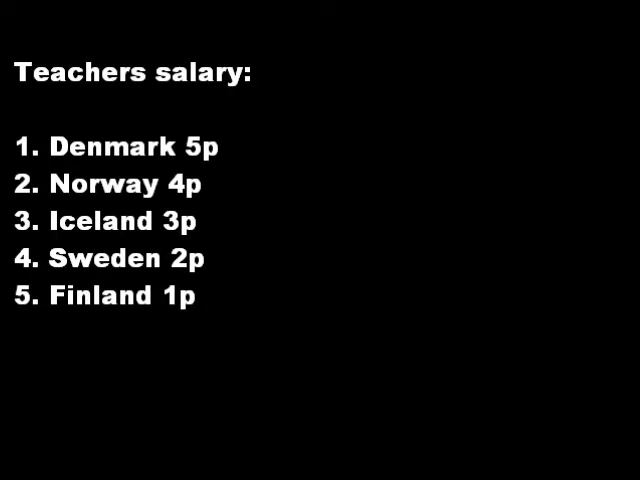 Teachers salary:
1. Denmark 5p
2. Norway 4p
3. Iceland 3p
4. Sweden 2p
5. Finland 1p